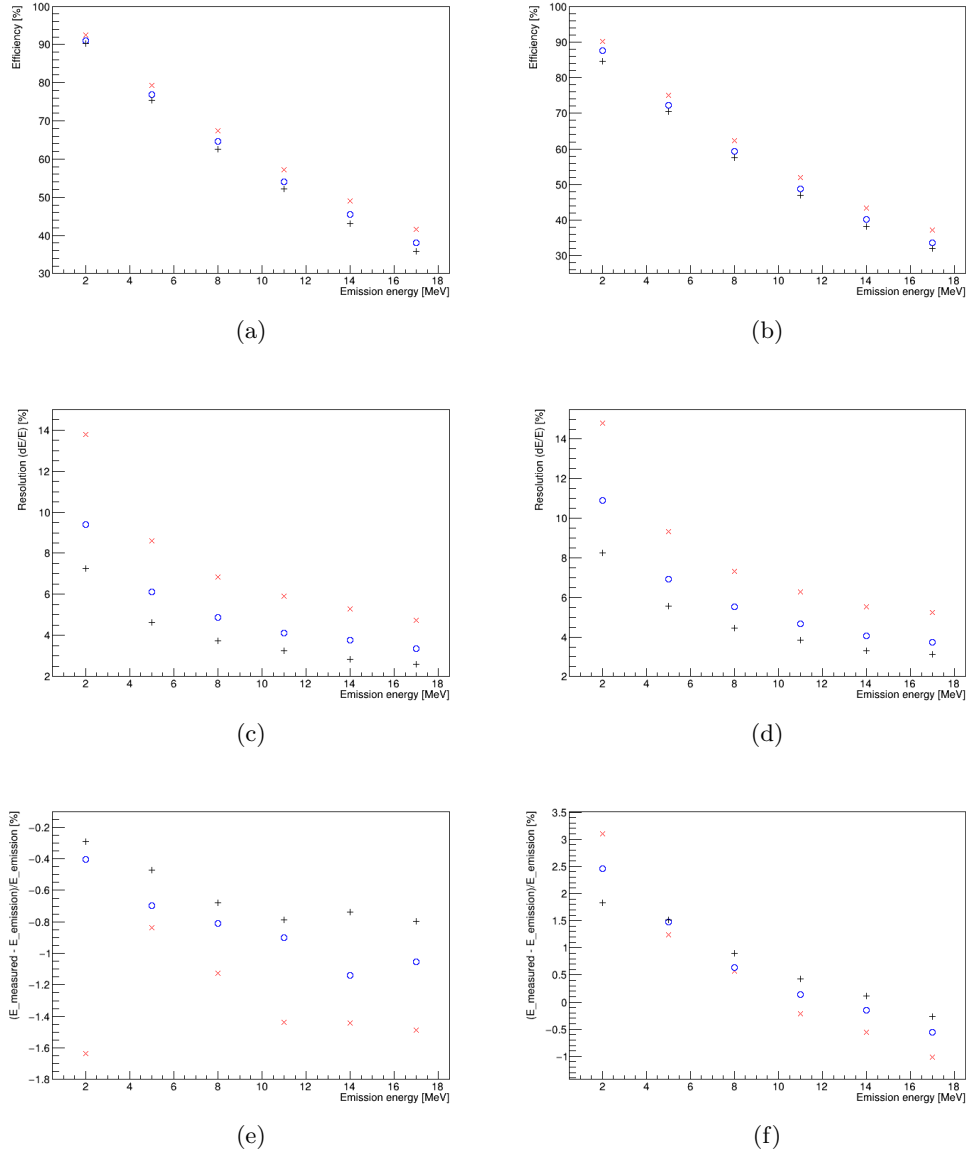 Efficiency [%]
100
90
80
70
60
50
40
30
2 4 6 8 10 12 14 16 18
Emission energy [MeV]
(a)
Efficiency [%]
100
90
80
70
60
50
40
30
2 4 6 8 10 12 14 16 18
Emission energy [MeV]
(b)
Resolution (dE/E) [%]
14
12
10
8
6
4
2
2 4 6 8 10 12 14 16 18
Emission energy [MeV]
(c)
Resolution (dE/E) [%]
14
12
10
8
6
4
2
2 4 6 8 10 12 14 16 18
Emission energy [MeV]
(d)
(E_measured - E_emission)/E_emission [%]
−0.2
−0.4
−0.6
−0.8
−1
−1.2
−1.4
−1.6
−1.8
2 4 6 8 10 12 14 16 18
Emission energy [MeV]
(e)
(E_measured - E_emission)/E_emission [%]
3.5
3
2.5
2
1.5
1
0.5
0
−0.5
−1
2 4 6 8 10 12 14 16 18
Emission energy [MeV]
(f)